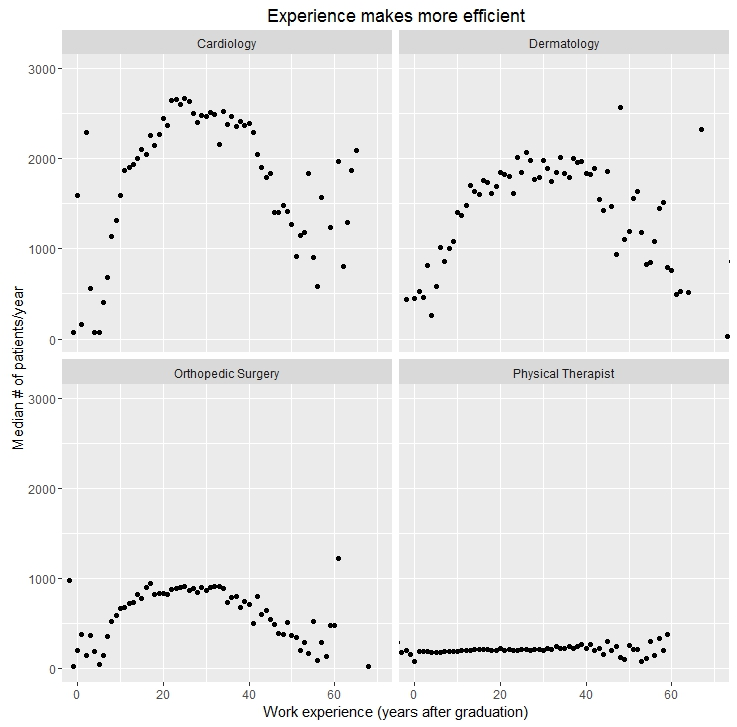 Experience makes more efficient
Cardiology
Dermatology
3000
2000
1000
0
Orthopedic Surgery
Physical Therapist
3000
2000
1000
0
0
20
40
60
0
20
40
60
Median # of patients/year
Work experience (years after graduation)